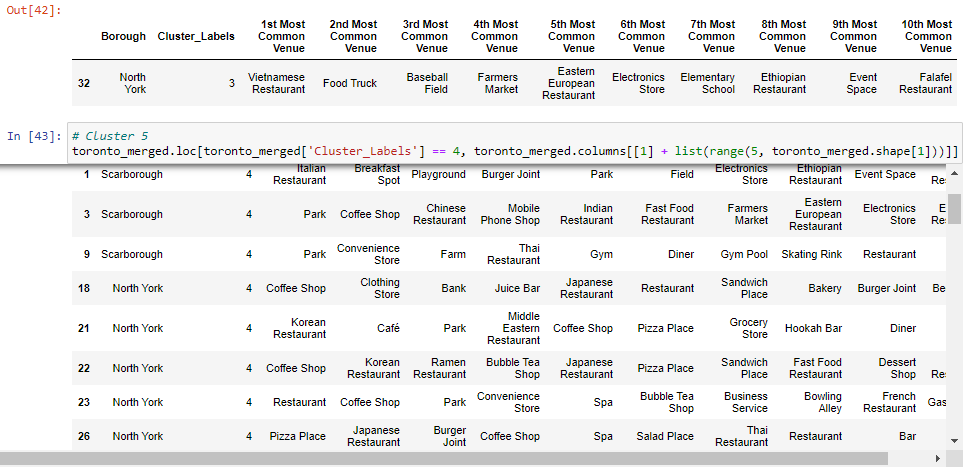 Out[42]:
Borough Cluster_Labels 1st Most Common Venue 2nd Most Common Venue 3rd Most Common Venue 4th Most Common Venue 5th Most Common Venue 6th Most Common Venue 7th Most Common Venue 8th Most Common Venue 9th Most Common Venue 10th Most Common Venue
32 North York 3 Vietnamese Restaurant Food Truck Baseball Field Farmers Market Eastern European Restaurant Electronics Store Elementary School Ethiopian Restaurant Event Space Falafel Restaurant
In [43]: # Cluster 5
toronto_merged.loc[toronto_merged['Cluster_Labels'] == 4, toronto_merged.columns[[1] + list(range(5, toronto_merged.shape[1]))]]
1 Scarborough 4 Italian Restaurant Breakfast Spot Playground Burger Joint Park Field Electronics Store Ethiopian Restaurant Event Space Re
3 Scarborough 4 Park Coffee Shop Chinese Restaurant Mobile Phone Shop Indian Restaurant Fast Food Restaurant Farmers Market Eastern European Restaurant Electronics Store E Re
9 Scarborough 4 Park Convenience Store Farm Thai Restaurant Gym Diner Gym Pool Skating Rink Restaurant
18 North York 4 Coffee Shop Clothing Store Bank Juice Bar Japanese Restaurant Restaurant Sandwich Place Bakery Burger Joint Be
21 North York 4 Korean Restaurant Café Park Middle Eastern Restaurant Coffee Shop Pizza Place Grocery Store Hookah Bar Diner
22 North York 4 Coffee Shop Korean Restaurant Ramen Restaurant Bubble Tea Shop Japanese Restaurant Pizza Place Sandwich Place Fast Food Restaurant Dessert Shop Re
23 North York 4 Restaurant Coffee Shop Park Convenience Store Spa Bubble Tea Shop Business Service Bowling Alley French Restaurant Gas
26 North York 4 Pizza Place Japanese Restaurant Burger Joint Coffee Shop Spa Salad Place Thai Restaurant Restaurant Bar